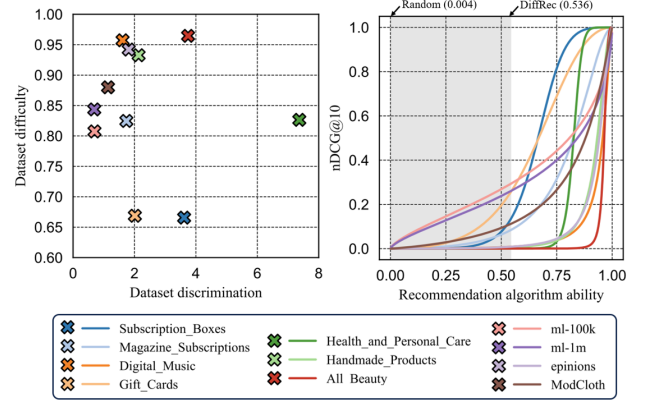 Random (0.004)
DiffRec (0.536)
1.00
0.95
0.90
0.85
0.80
0.75
0.70
0.65
0.60
Dataset difficulty
0
2
4
6
8
Dataset discrimination
1.0
0.8
0.6
0.4
0.2
0.0
nDCG@10
0.00
0.25
0.50
0.75
1.00
Recommendation algorithm ability
Subscription_Boxes
Magazine_Subscriptions
Digital_Music
Gift_Cards
Health_and_Personal_Care
Handmade_Products
All_Beauty
ml-100k
ml-1m
epinions
ModCloth